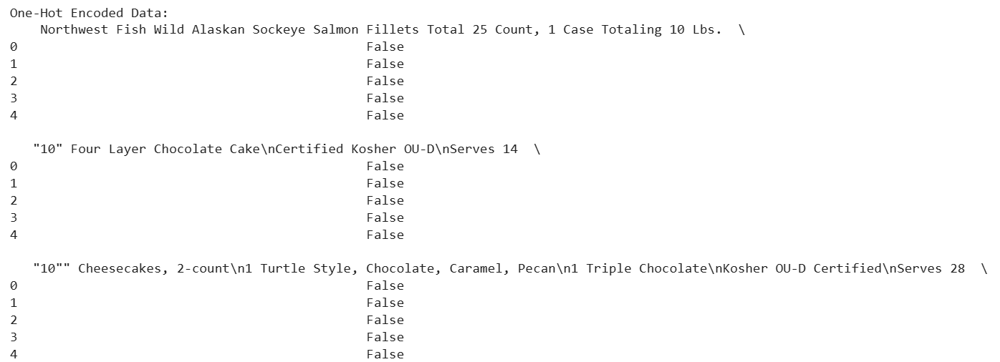 One-Hot Encoded Data:
Northwest Fish Wild Alaskan Sockeye Salmon Fillets Total 25 Count, 1 Case Totaling 10 Lbs.  \
0 False
1 False
2 False
3 False
4 False
"10" Four Layer Chocolate Cake\nCertified Kosher OU-D\nServes 14  \
0 False
1 False
2 False
3 False
4 False
"10"" Cheesecakes, 2-count\n1 Turtle Style, Chocolate, Caramel, Pecan\n1 Triple Chocolate\nKosher OU-D Certified\nServes 28  \
0 False
1 False
2 False
3 False
4 False